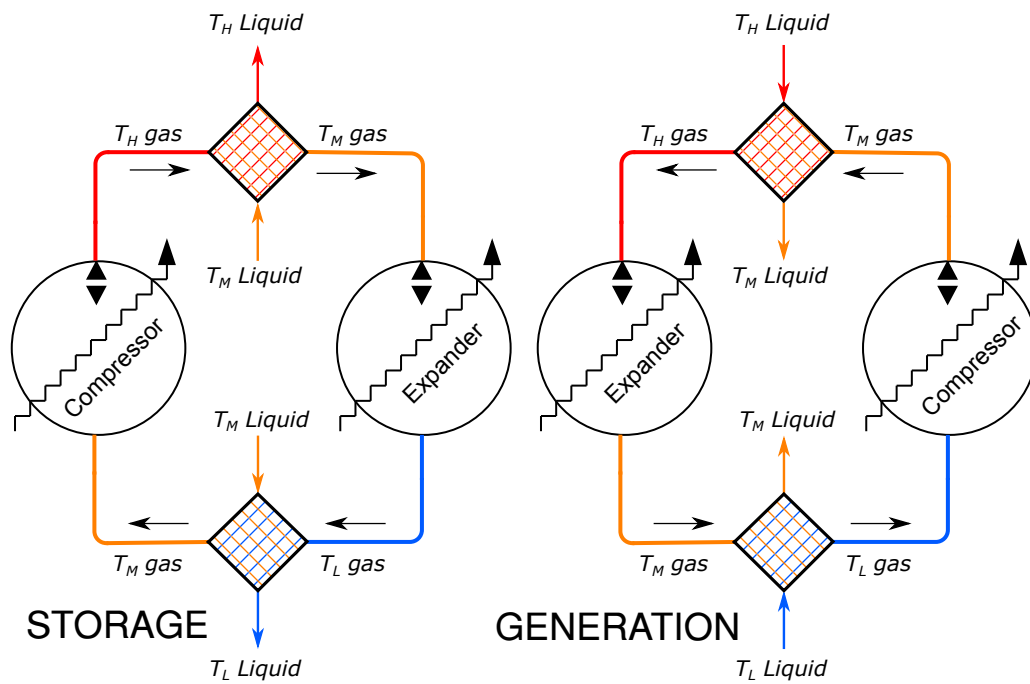 T_H Liquid
T_H gas
T_M gas
T_M Liquid
Compressor
Expander
T_M Liquid
T_M gas
T_L gas
STORAGE
T_L Liquid
T_H Liquid
T_H gas
T_M gas
T_M Liquid
Expander
Compressor
T_M Liquid
T_M gas
T_L gas
GENERATION
T_L Liquid